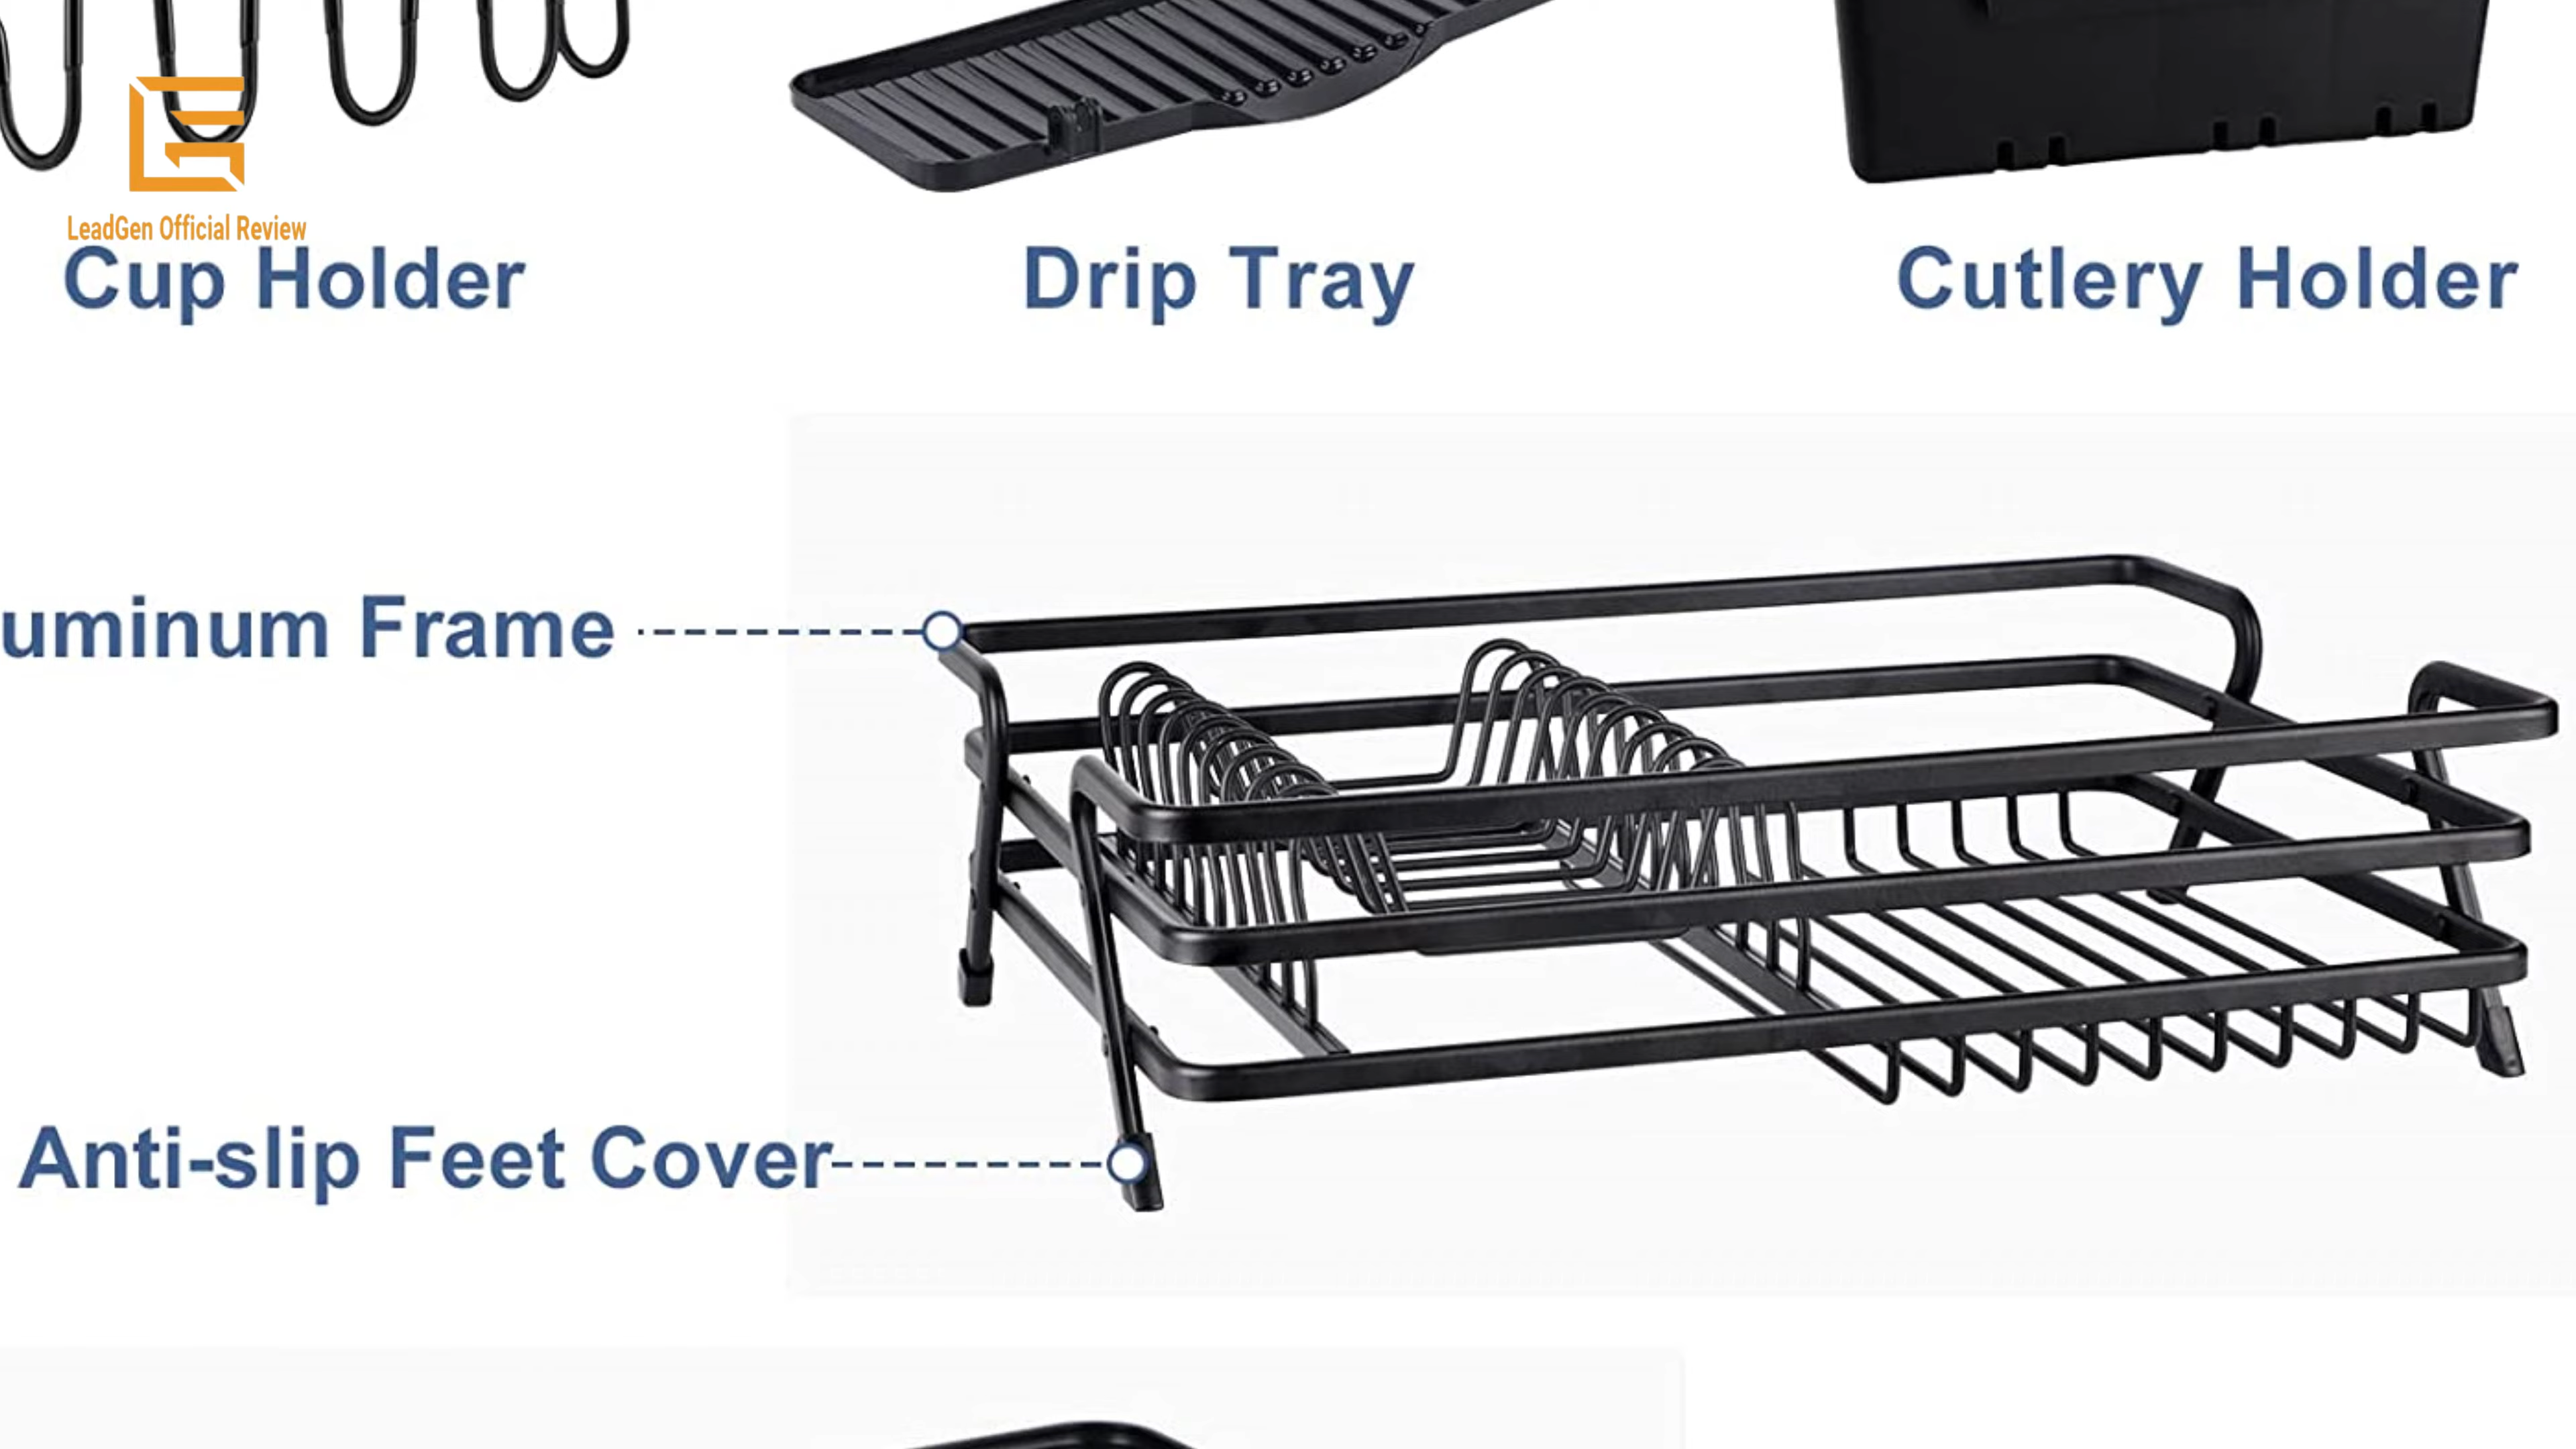 LeadGen Official Review
Cup Holder
Drip Tray
Cutlery Holder
uminum Frame
Anti-slip Feet Cover